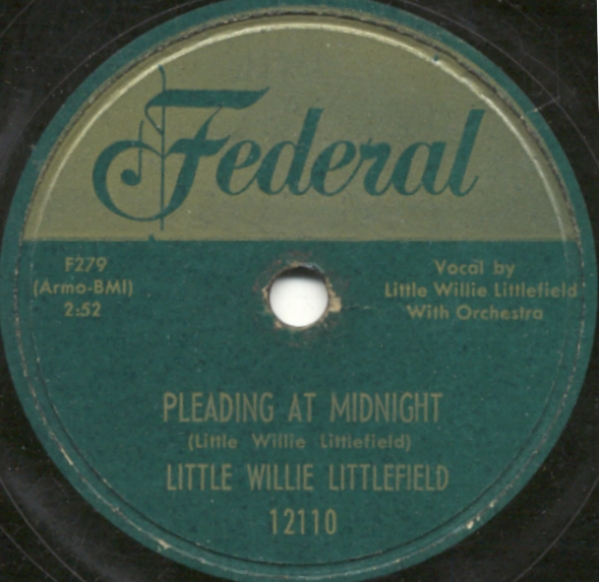 Federal
F279
(Armo-BMI)
2:52
Vocal by
Little Willie Littlefield
With Orchestra
PLEADING AT MIDNIGHT
(Little Willie Littlefield)
LITTLE WILLIE LITTLEFIELD
12110